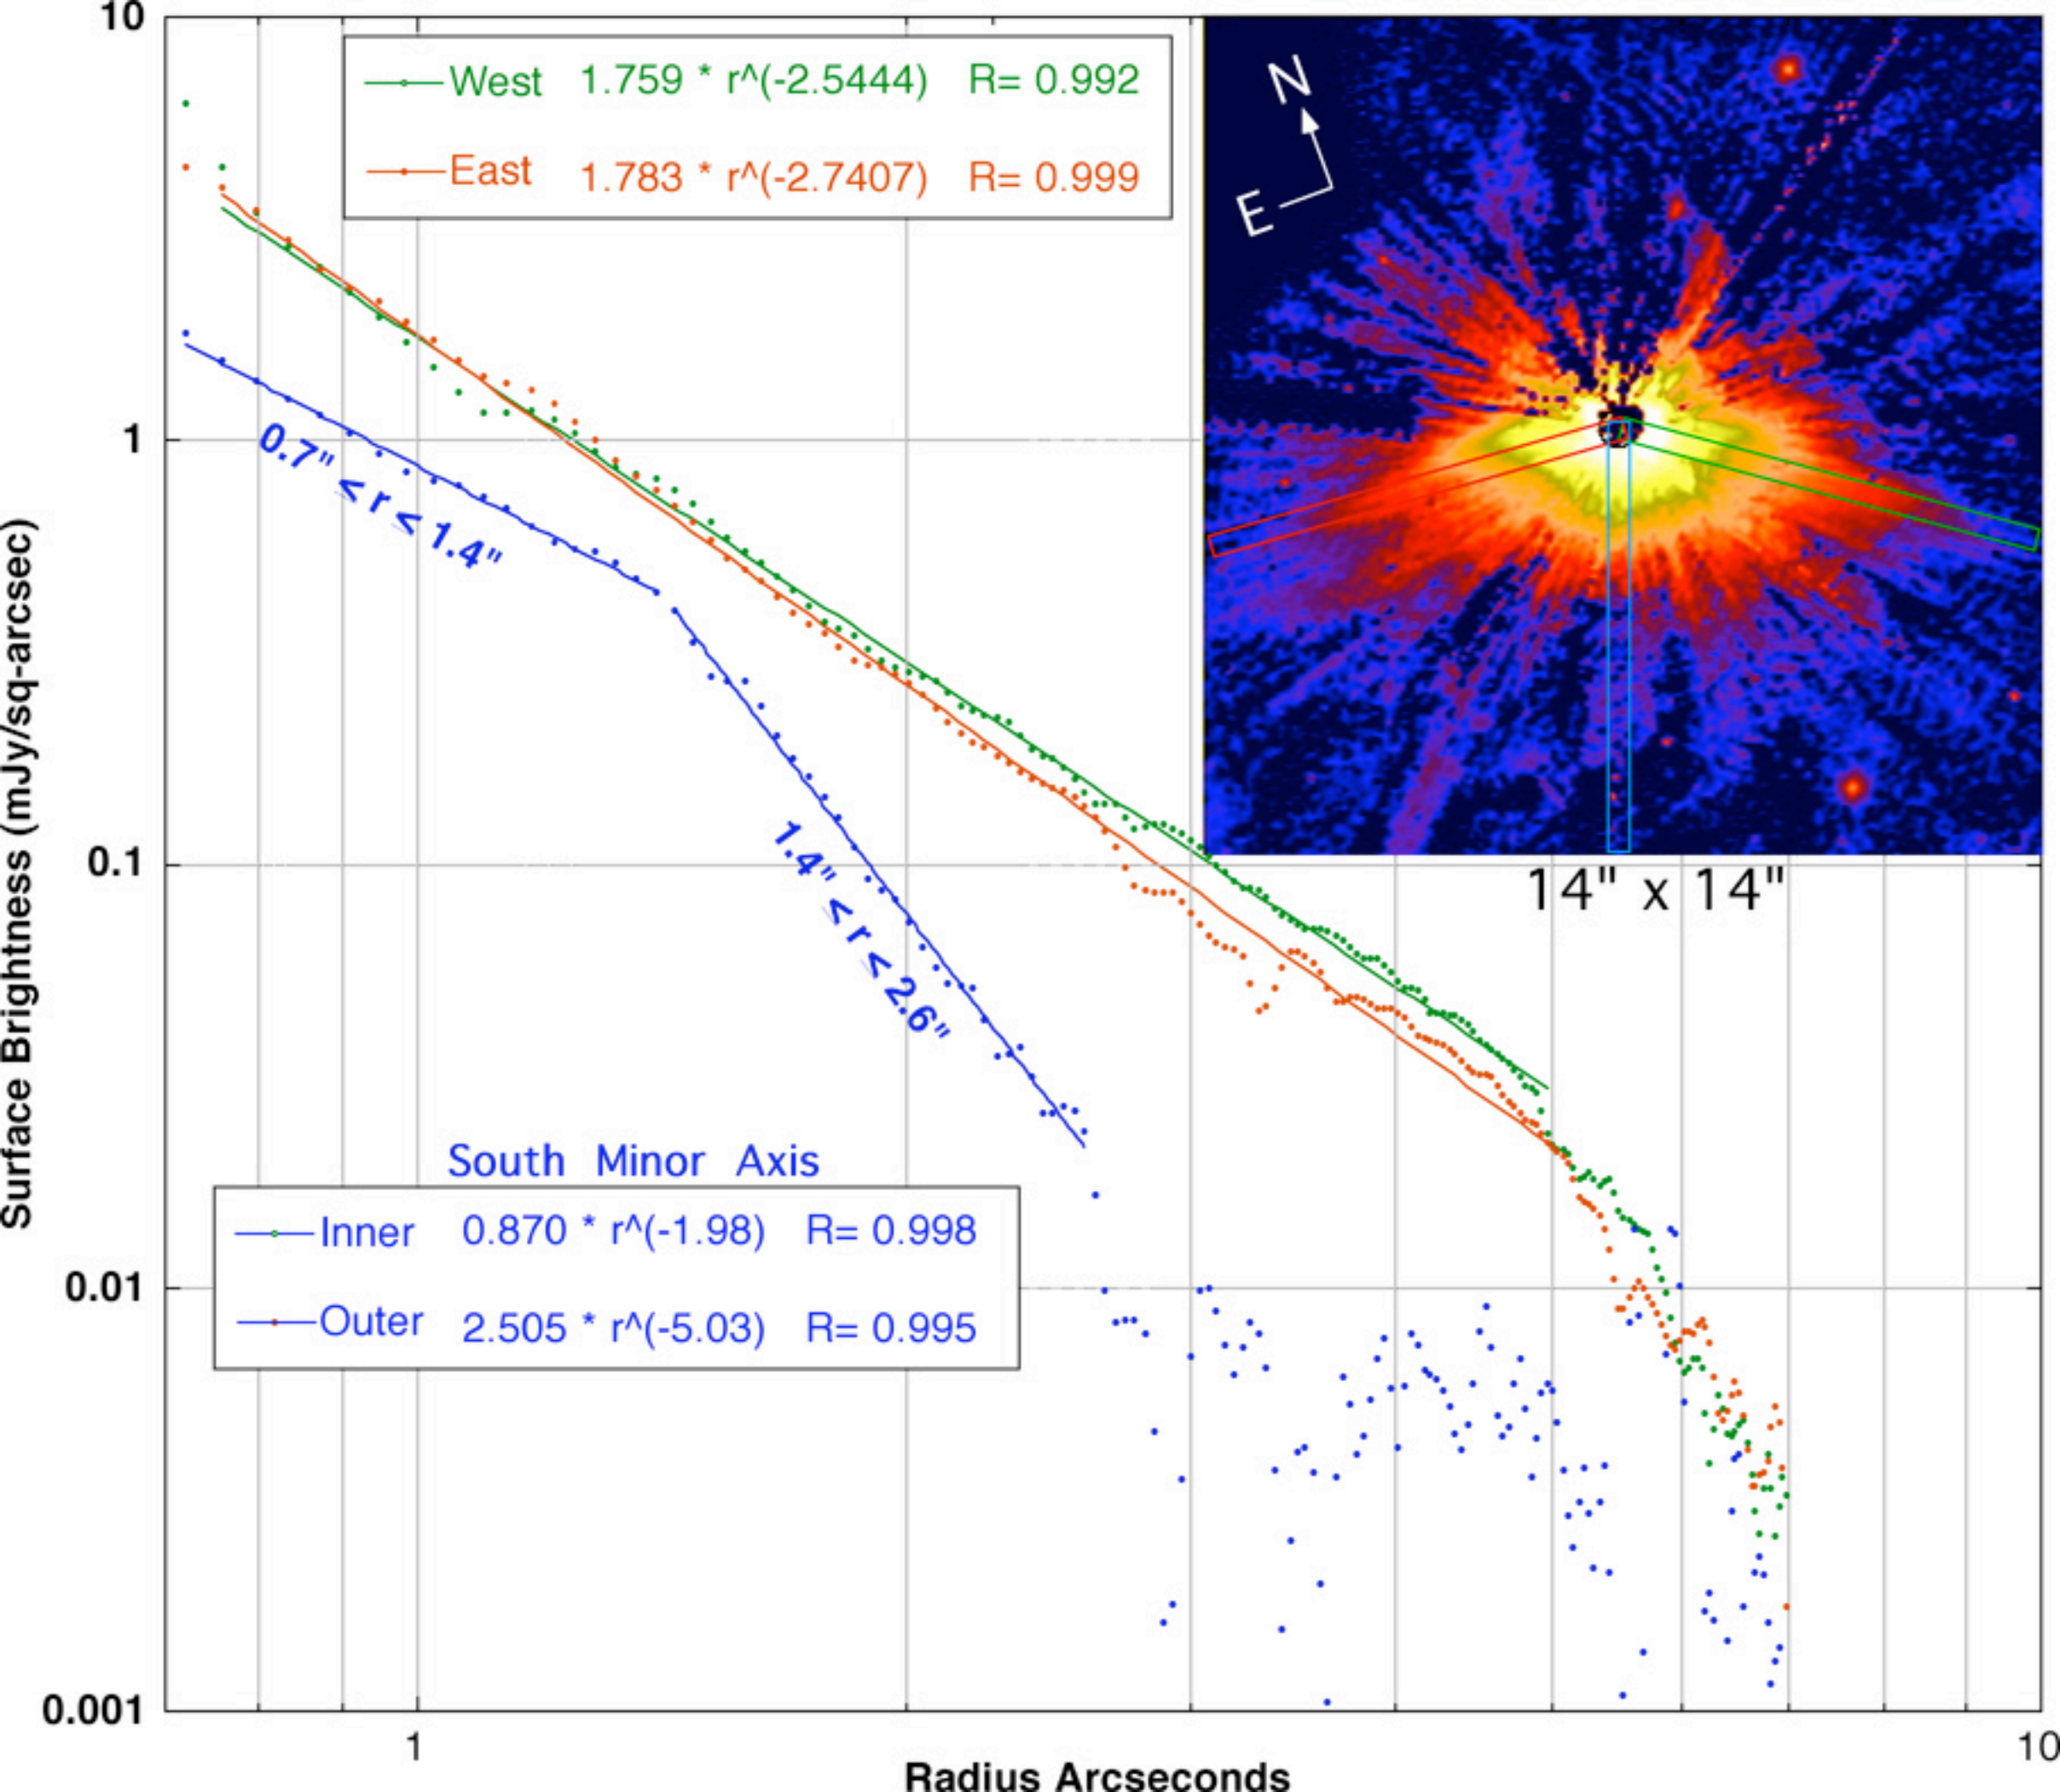 10
West 1.759 * r^(-2.5444) R= 0.992
East 1.783 * r^(-2.7407) R= 0.999
N
E
1
0.7" < r ≤ 1.4"
Surface Brightness (mJy/sq-arcsec)
0.1
14" x 14"
1.4" < r ≤ 2.6"
South Minor Axis
Inner 0.870 * r^(-1.98) R= 0.998
Outer 2.505 * r^(-5.03) R= 0.995
0.01
0.001
1
10
Radius Arcseconds